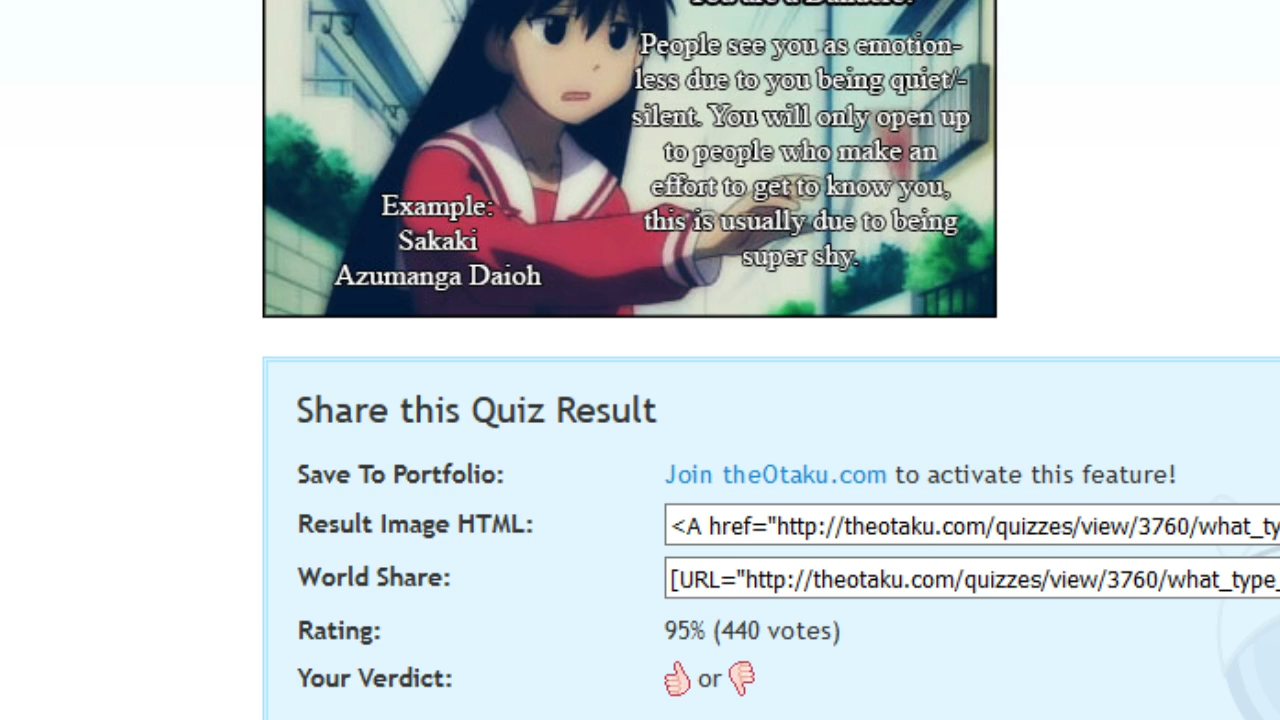 You are a Dandere!
People see you as emotion-
less due to you being quiet/-
silent. You will only open up
to people who make an
effort to get to know you,
this is usually due to being
super shy.
Example:
Sakaki
Azumanga Daioh
Share this Quiz Result
Save To Portfolio: Join theOtaku.com to activate this feature!
Result Image HTML: <A href="http://theotaku.com/quizzes/view/3760/what_ty
World Share: [URL="http://theotaku.com/quizzes/view/3760/what_type_
Rating: 95% (440 votes)
Your Verdict: or